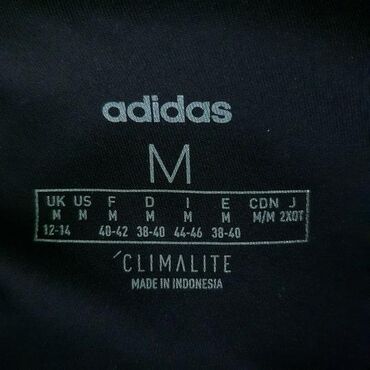 adidas
M
UK US F D I E CDN J
M M M M M M M/M 2XOT
12-14 40-42 38-40 44-46 38-40
´CLIMALITE
MADE IN INDONESIA